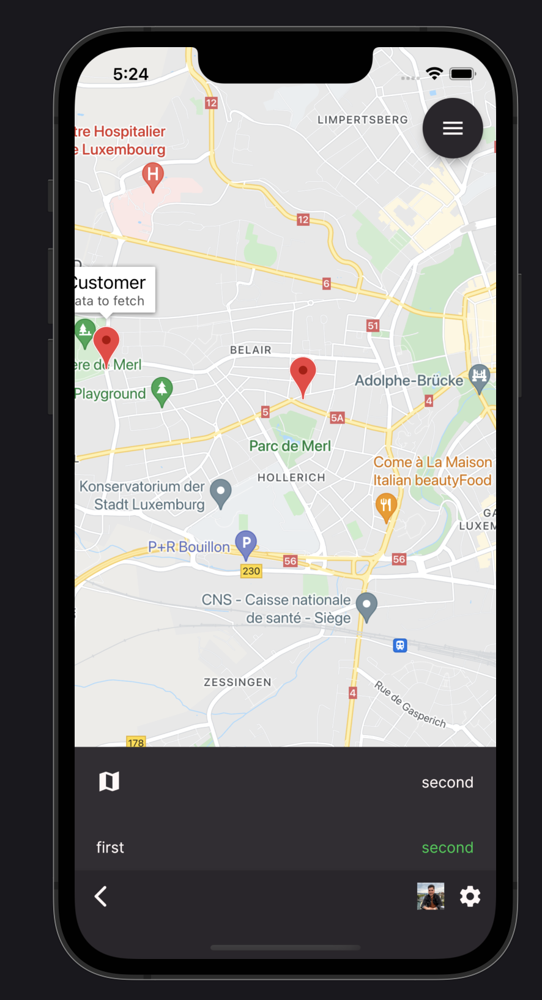 5:24
12
LIMPERTSBERG
tre Hospitalier
e Luxembourg
H
12
6
Customer
ata to fetch
51
BELAIR
ere de Merl
Adolphe-Brücke
Playground
4
5
5A
Parc de Merl
Come à La Maison
Italian beautyFood
HOLLERICH
Konservatorium der
Stadt Luxemburg
GA
LUXEM
P+R Bouillon
P
56
56
230
CNS - Caisse nationale
de santé - Siège
ZESSINGEN
4
Rue de Gasperich
178
second
first
second